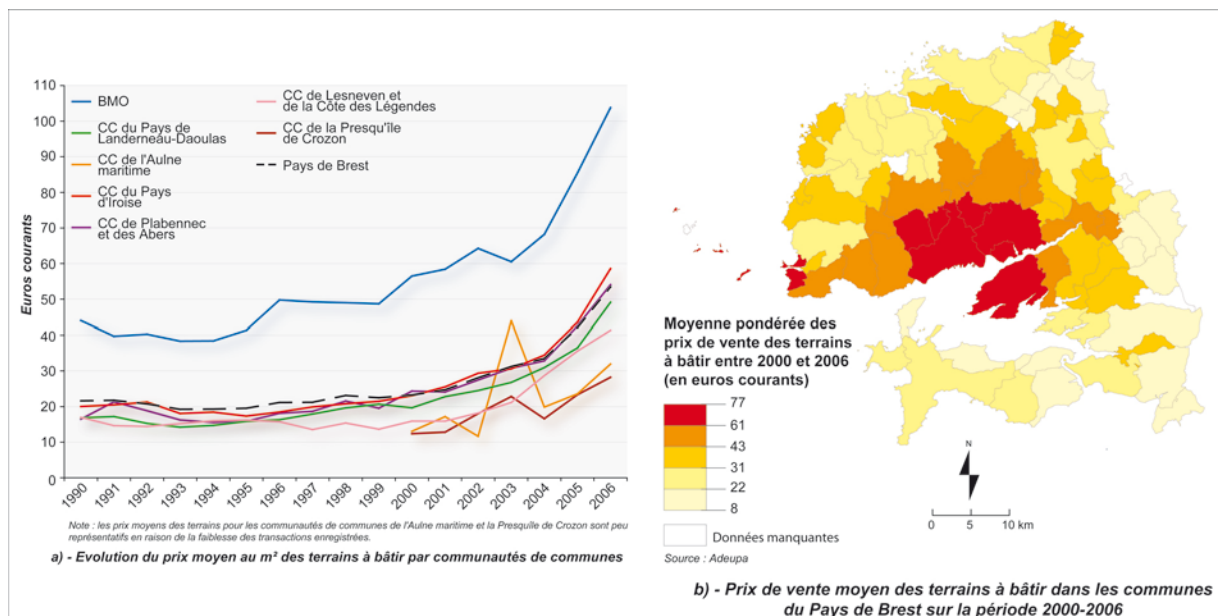 110
100
90
80
70
60
50
40
30
20
10
0
Euros courants
BMO
CC du Pays de
Landerneau-Daoulas
CC de l'Aulne
maritime
CC du Pays
d'Iroise
CC de Plabennec
et des Abers
CC de Lesneven et
de la Côte des Légendes
CC de la Presqu'île
de Crozon
Pays de Brest
1990 1991 1992 1993 1994 1995 1996 1997 1998 1999 2000 2001 2002 2003 2004 2005 2006
Note : les prix moyens des terrains pour les communautés de communes de l'Aulne maritime et la Presqu'île de Crozon sont peu
représentatifs en raison de la faiblesse des transactions enregistrées.
a) - Evolution du prix moyen au m² des terrains à bâtir par communautés de communes
Moyenne pondérée des
prix de vente des terrains
à bâtir entre 2000 et 2006
(en euros courants)
77
61
43
31
22
8
Données manquantes
Source : Adeupa
N
0 5 10 km
b) - Prix de vente moyen des terrains à bâtir dans les communes
du Pays de Brest sur la période 2000-2006